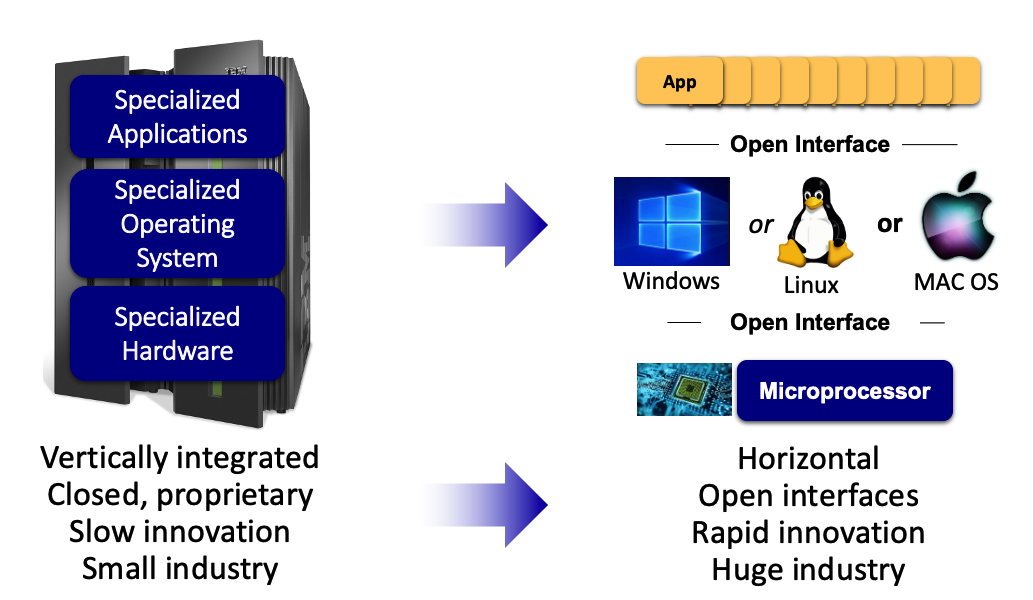 IBM
Specialized
Applications
Specialized
Operating
System
Specialized
Hardware
Vertically integrated
Closed, proprietary
Slow innovation
Small industry
App
Open Interface
or
or
Windows
Linux
MAC OS
Open Interface
Microprocessor
Horizontal
Open interfaces
Rapid innovation
Huge industry